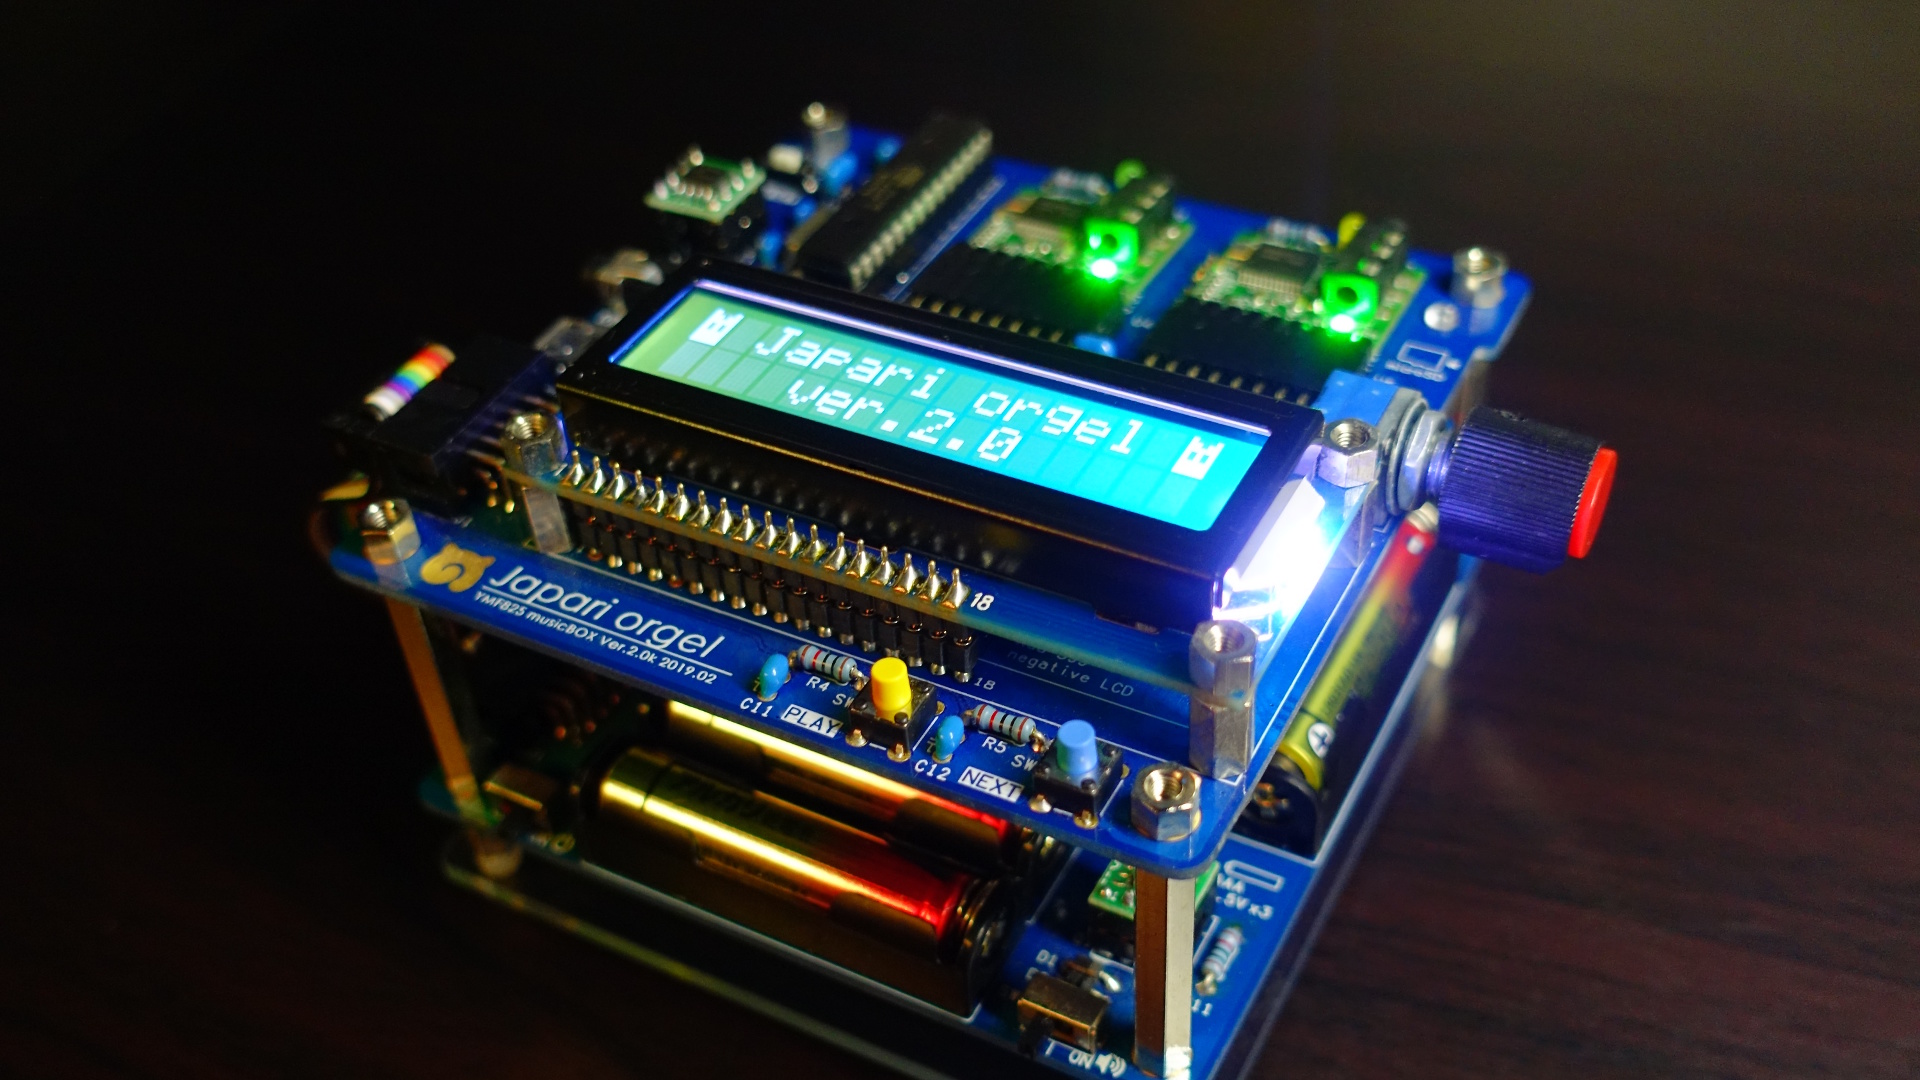 Japari orgel
ver.2.0
18
Japari orgel
YMF825 musicBOX Ver.2.0k 2019.02
negative LCD
18
R4
C11
PLAY
R5
C12
NEXT
SW
D1
ON